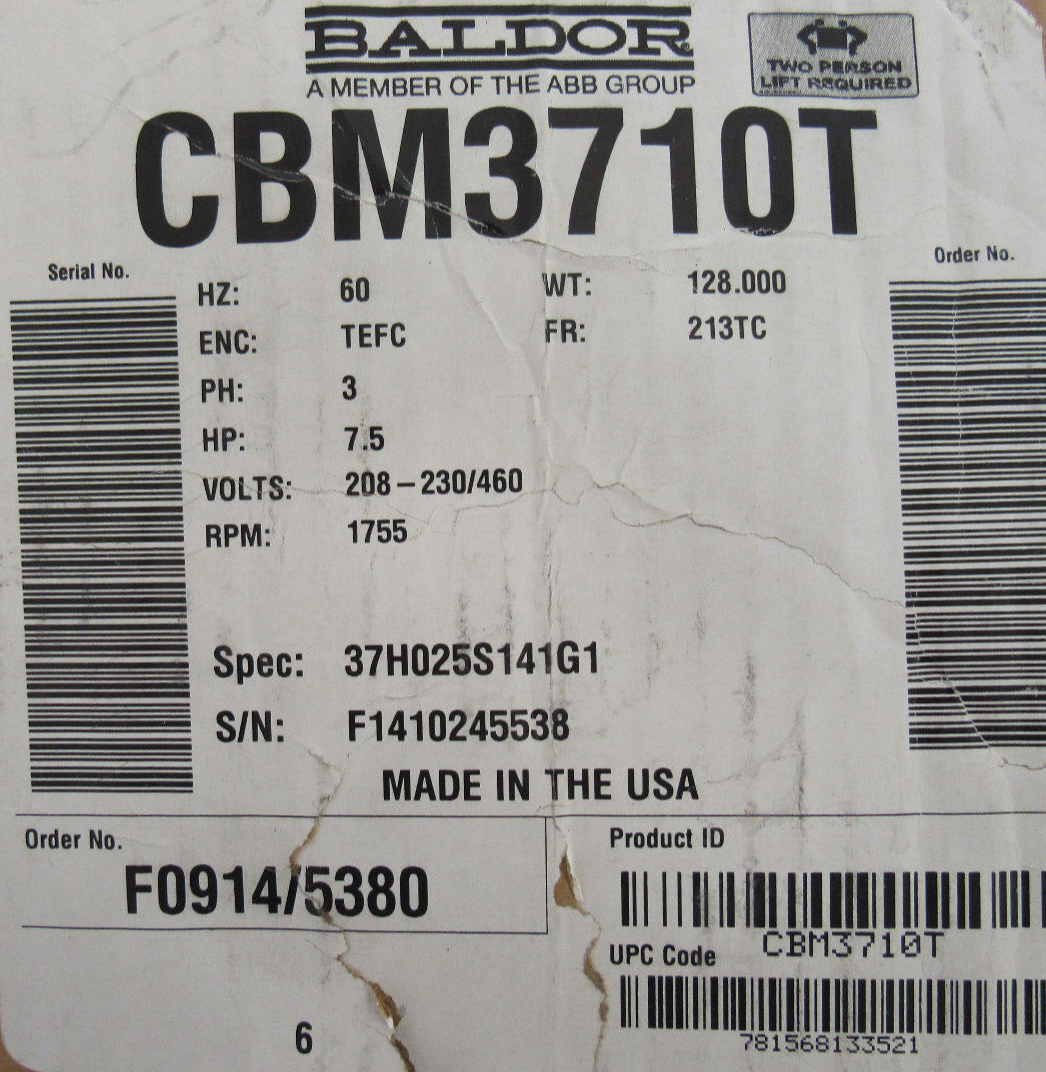 BALDOR
A MEMBER OF THE ABB GROUP
TWO PERSON
LIFT REQUIRED
CBM3710T
Serial No.
Order No.
HZ: 60 WT: 128.000
ENC: TEFC FR: 213TC
PH: 3
HP: 7.5
VOLTS: 208-230/460
RPM: 1755
Spec: 37H025S141G1
S/N: F1410245538
MADE IN THE USA
Order No.
F0914/5380
Product ID
CBM3710T
UPC Code
781568133521
6